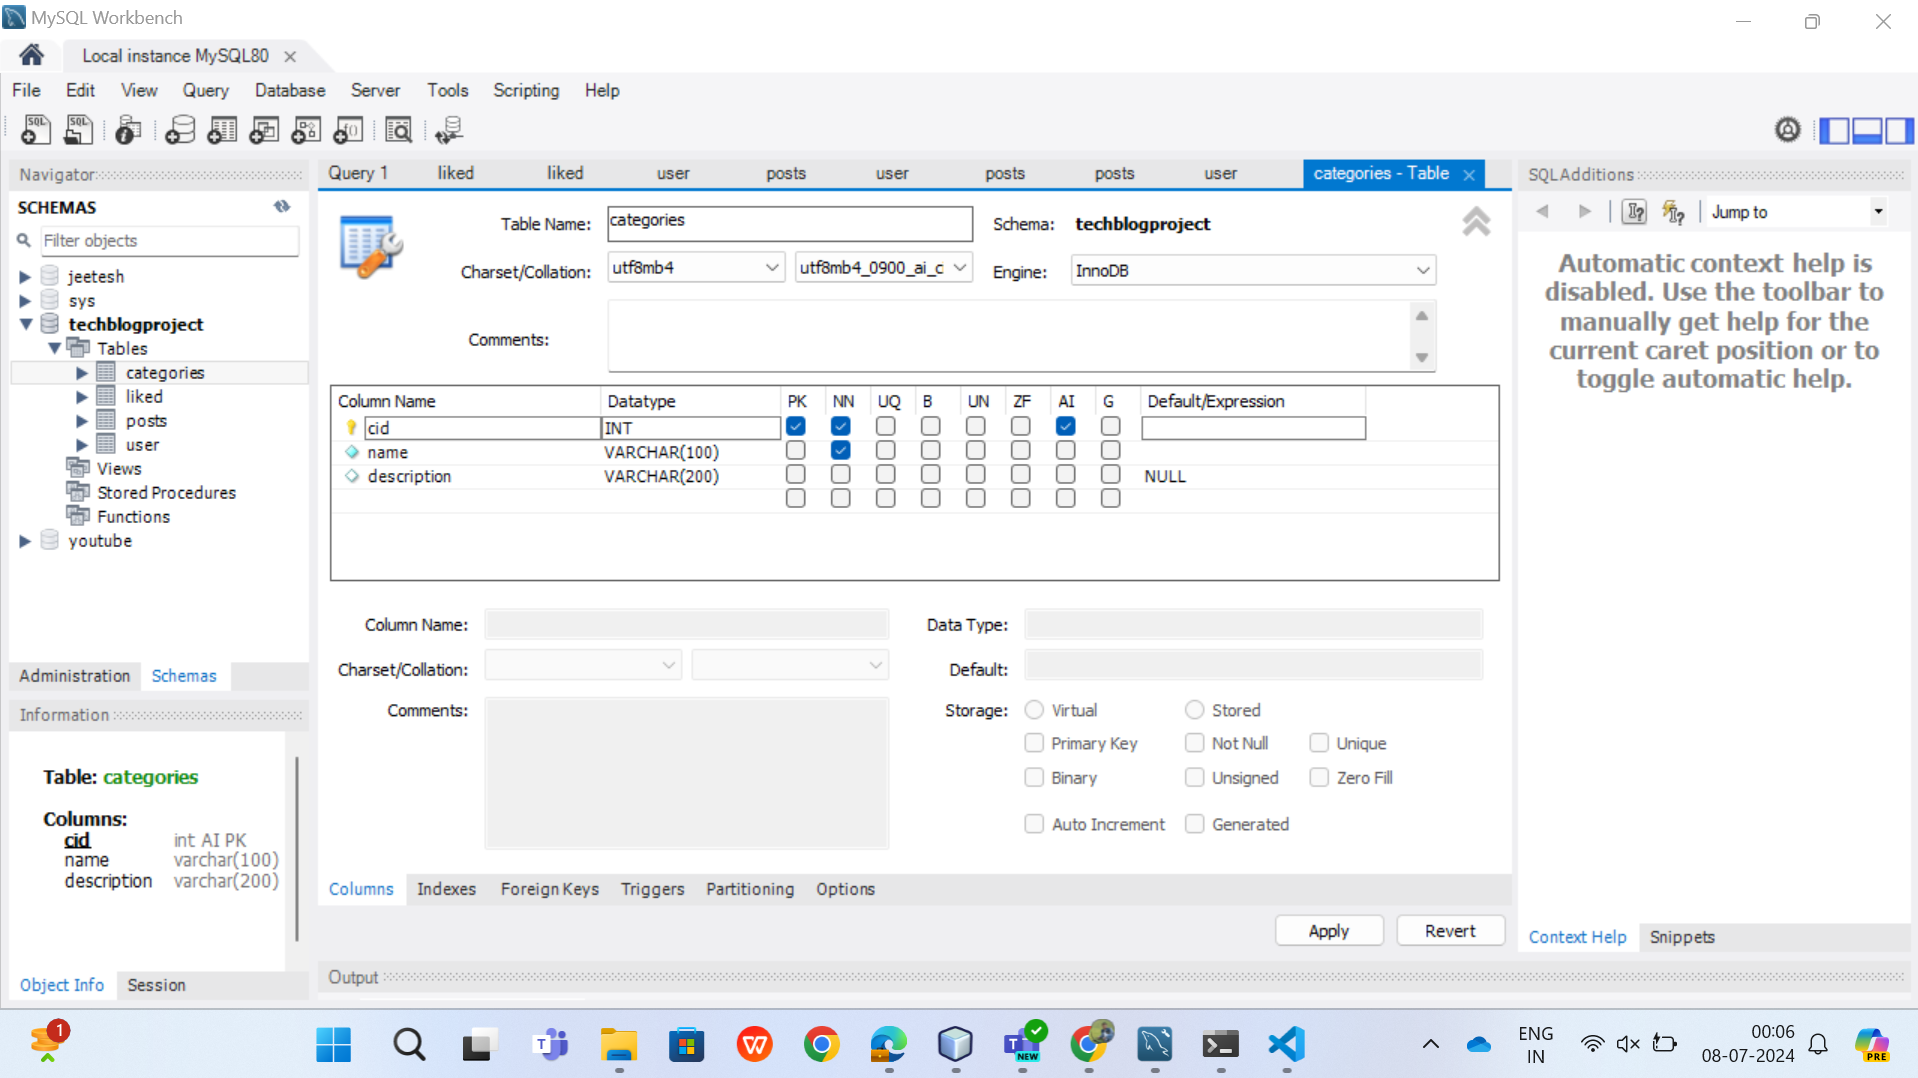 MySQL Workbench
Local instance MySQL80
File Edit View Query Database Server Tools Scripting Help
Navigator
SCHEMAS
Filter objects
jeetesh
sys
techblogproject
Tables
categories
liked
posts
user
Views
Stored Procedures
Functions
youtube
Administration Schemas
Information
Table: categories
Columns:
cid int AI PK
name varchar(100)
description varchar(200)
Object Info Session
Query 1 liked liked user posts user posts posts user categories - Table
Table Name: categories Schema: techblogproject
Charset/Collation: utf8mb4 utf8mb4_0900_ai_c Engine: InnoDB
Comments:
Column Name Datatype PK NN UQ B UN ZF AI G Default/Expression
cid INT
name VARCHAR(100)
description VARCHAR(200) NULL
Column Name: Data Type:
Charset/Collation: Default:
Comments: Storage: Virtual Stored
Primary Key Not Null Unique
Binary Unsigned Zero Fill
Auto Increment Generated
Columns Indexes Foreign Keys Triggers Partitioning Options
Apply Revert
Output
SQLAdditions
Jump to
Automatic context help is
disabled. Use the toolbar to
manually get help for the
current caret position or to
toggle automatic help.
Context Help Snippets
1
NEW
ENG
IN
00:06
08-07-2024
PRE